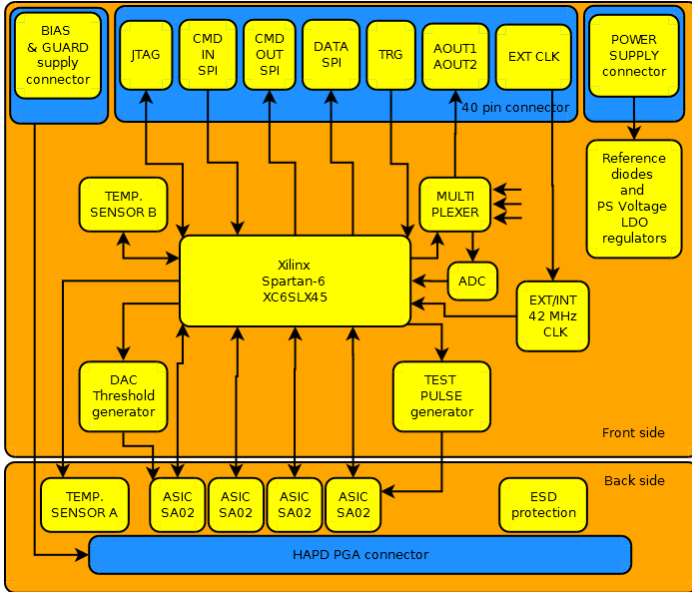 BIAS
& GUARD
supply
connector
JTAG
CMD
IN
SPI
CMD
OUT
SPI
DATA
SPI
TRG
AOUT1
AOUT2
EXT CLK
40 pin connector
POWER
SUPPLY
connector
Reference
diodes
and
PS Voltage
LDO
regulators
TEMP.
SENSOR B
MULTI
PLEXER
Xilinx
Spartan-6
XC6SLX45
ADC
EXT/INT
42 MHz
CLK
DAC
Threshold
generator
TEST
PULSE
generator
Front side
Back side
TEMP.
SENSOR A
ASIC
SA02
ASIC
SA02
ASIC
SA02
ASIC
SA02
ESD
protection
HAPD PGA connector